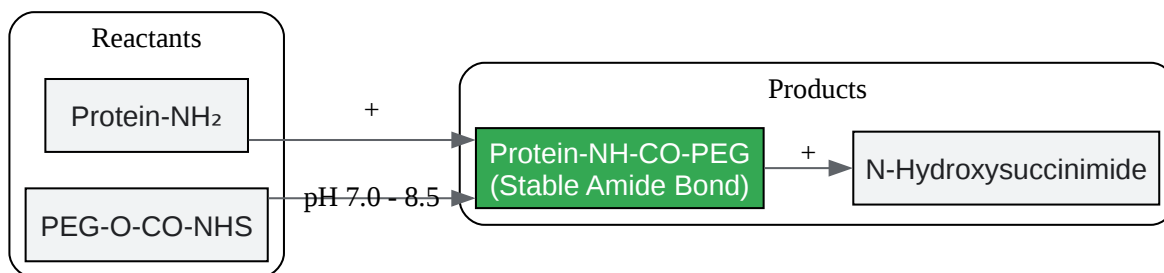 Reactants
Protein-NH₂
PEG-O-CO-NHS
+
pH 7.0 - 8.5
Products
Protein-NH-CO-PEG
(Stable Amide Bond)
+
N-Hydroxysuccinimide